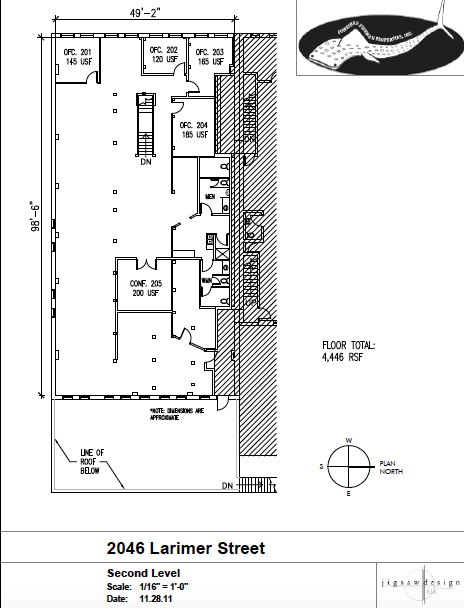 49'-2"
OFC. 201
145 USF
OFC. 202
120 USF
OFC. 203
165 USF
OFC. 204
185 USF
DN
MEN
98'-6"
CONF. 205
200 USF
WMN
FLOOR TOTAL:
4,446 RSF
*NOTE: DIMENSIONS ARE
APPROXIMATE
LINE OF
ROOF
BELOW
DN
W
S
PLAN
NORTH
E
2046 Larimer Street
Second Level
Scale: 1/16" = 1'-0"
Date: 11.28.11
jigsawdesign